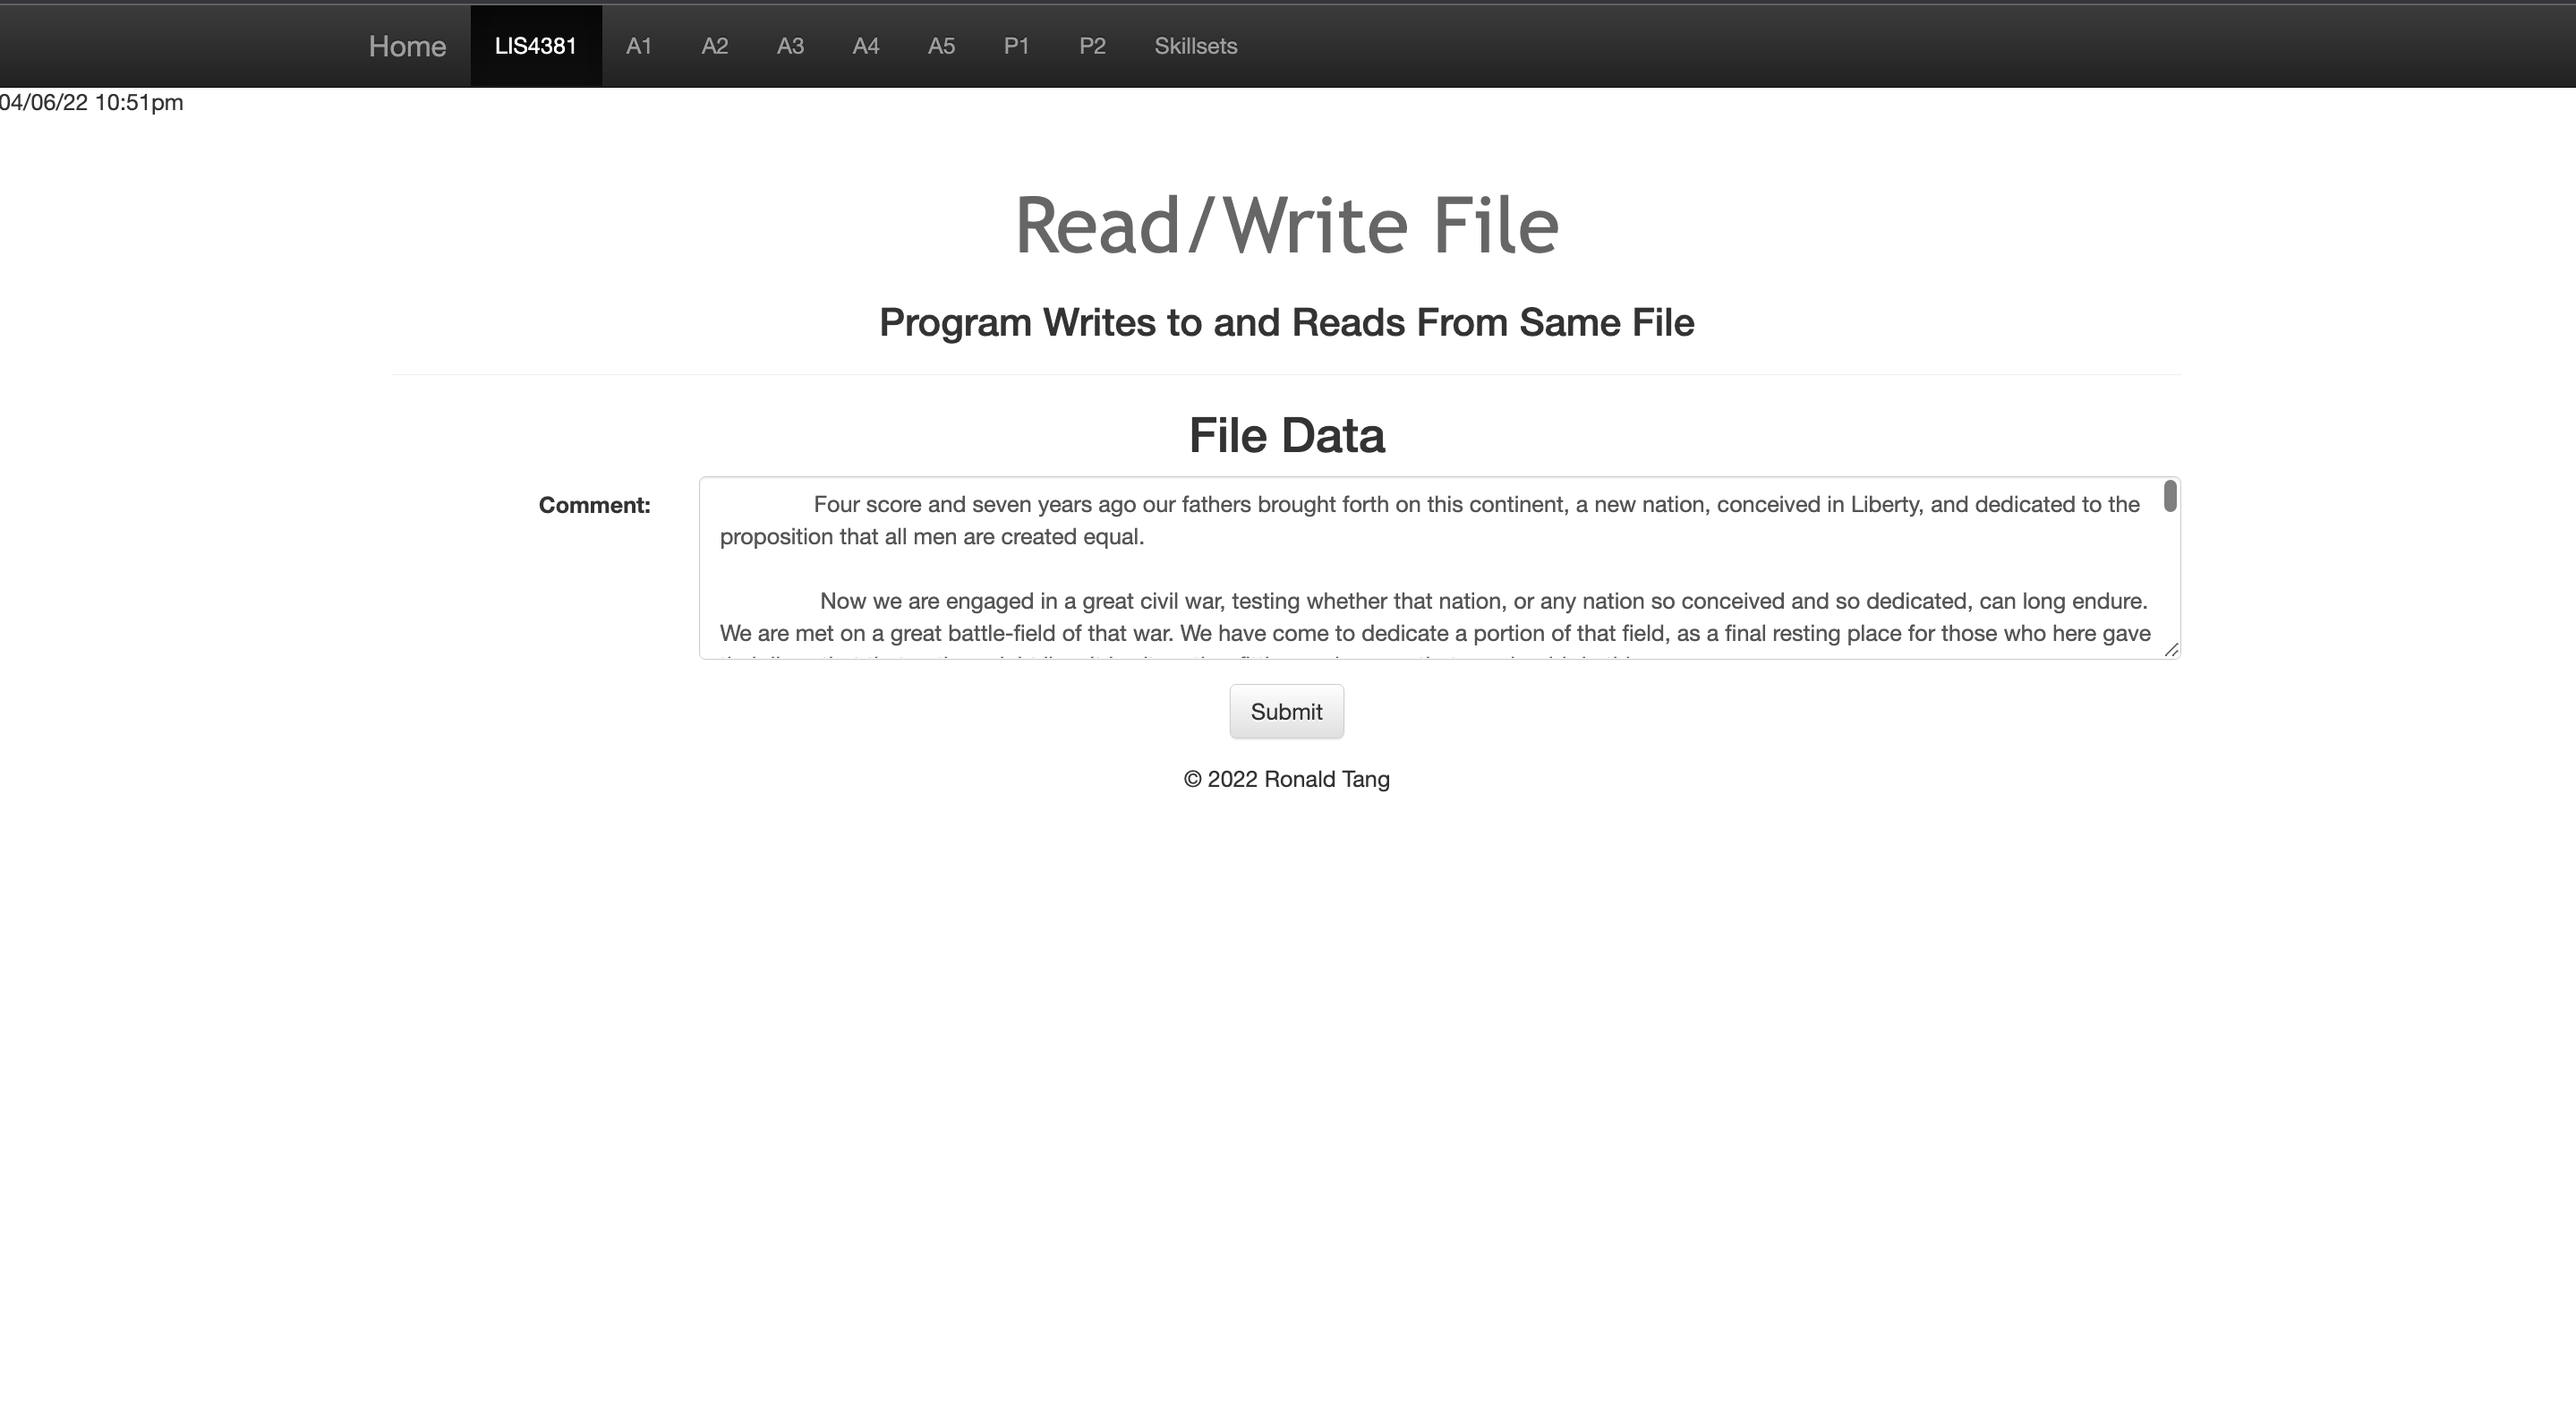 Home LIS4381 A1 A2 A3 A4 A5 P1 P2 Skillsets
04/06/22 10:51pm
Read/Write File
Program Writes to and Reads From Same File
File Data
Comment:
Four score and seven years ago our fathers brought forth on this continent, a new nation, conceived in Liberty, and dedicated to the
proposition that all men are created equal.
Now we are engaged in a great civil war, testing whether that nation, or any nation so conceived and so dedicated, can long endure.
We are met on a great battle-field of that war. We have come to dedicate a portion of that field, as a final resting place for those who here gave
Submit
© 2022 Ronald Tang